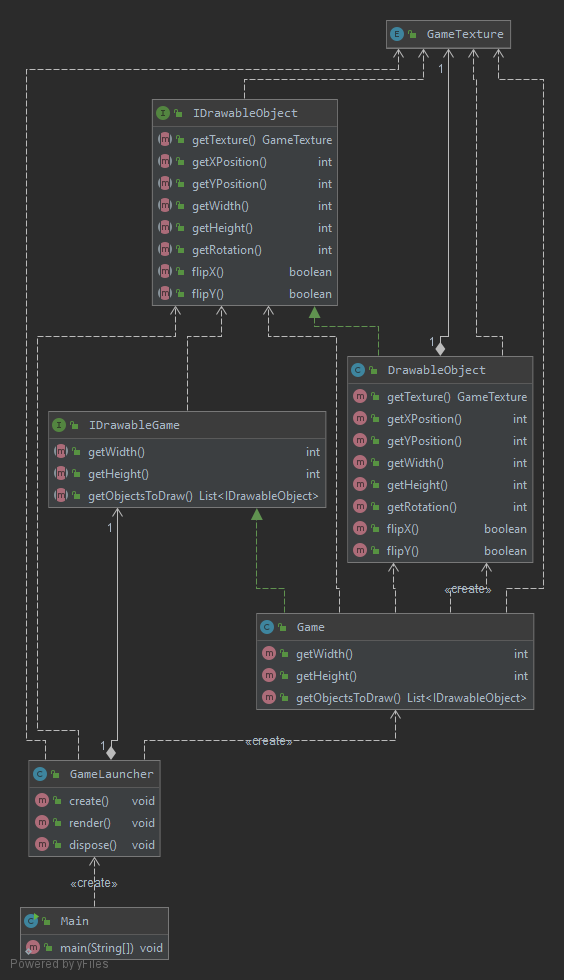 GameTexture
1
IDrawableObject
getTexture() GameTexture
getXPosition() int
getYPosition() int
getWidth() int
getHeight() int
getRotation() int
flipX() boolean
flipY() boolean
1
DrawableObject
getTexture() GameTexture
getXPosition() int
getYPosition() int
getWidth() int
getHeight() int
getRotation() int
flipX() boolean
flipY() boolean
IDrawableGame
getWidth() int
getHeight() int
getObjectsToDraw() List<IDrawableObject>
1
«create»
Game
getWidth() int
getHeight() int
getObjectsToDraw() List<IDrawableObject>
1
«create»
GameLauncher
create() void
render() void
dispose() void
«create»
Main
main(String[]) void
Powered by yFiles